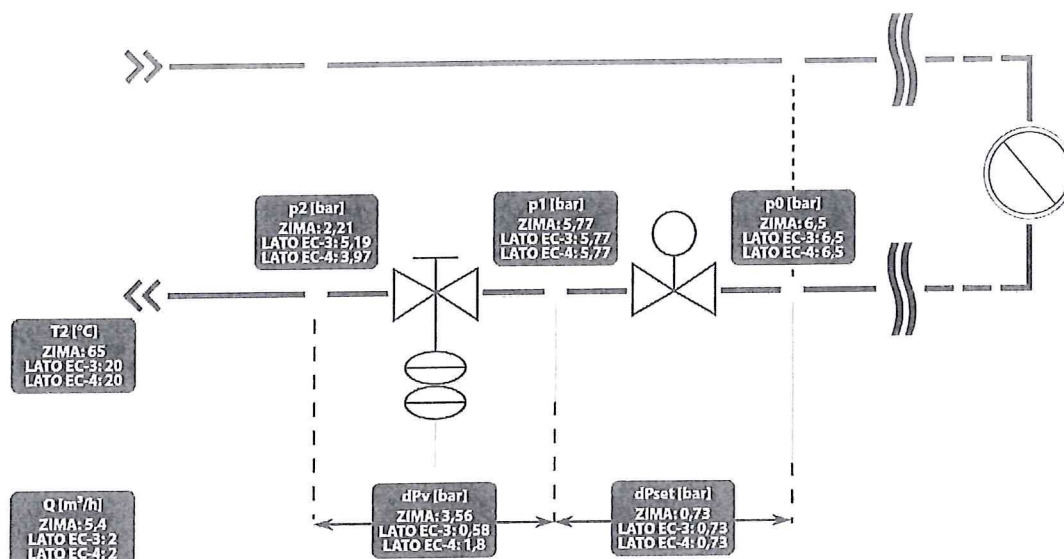 p2 [bar]
ZIMA: 2,21
LATO EC-3: 5,19
LATO EC-4: 3,97
p1 [bar]
ZIMA: 5,77
LATO EC-3: 5,77
LATO EC-4: 5,77
p0 [bar]
ZIMA: 6,5
LATO EC-3: 6,5
LATO EC-4: 6,5
T2 [°C]
ZIMA: 65
LATO EC-3: 20
LATO EC-4: 20
Q [m³/h]
ZIMA: 5,4
LATO EC-3: 2
LATO EC-4: 2
dPv [bar]
ZIMA: 3,56
LATO EC-3: 0,58
LATO EC-4: 1,8
dPset [bar]
ZIMA: 0,73
LATO EC-3: 0,73
LATO EC-4: 0,73